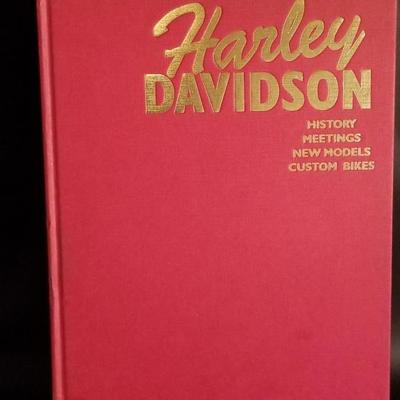 Harley
DAVIDSON
HISTORY
MEETINGS
NEW MODELS
CUSTOM BIKES